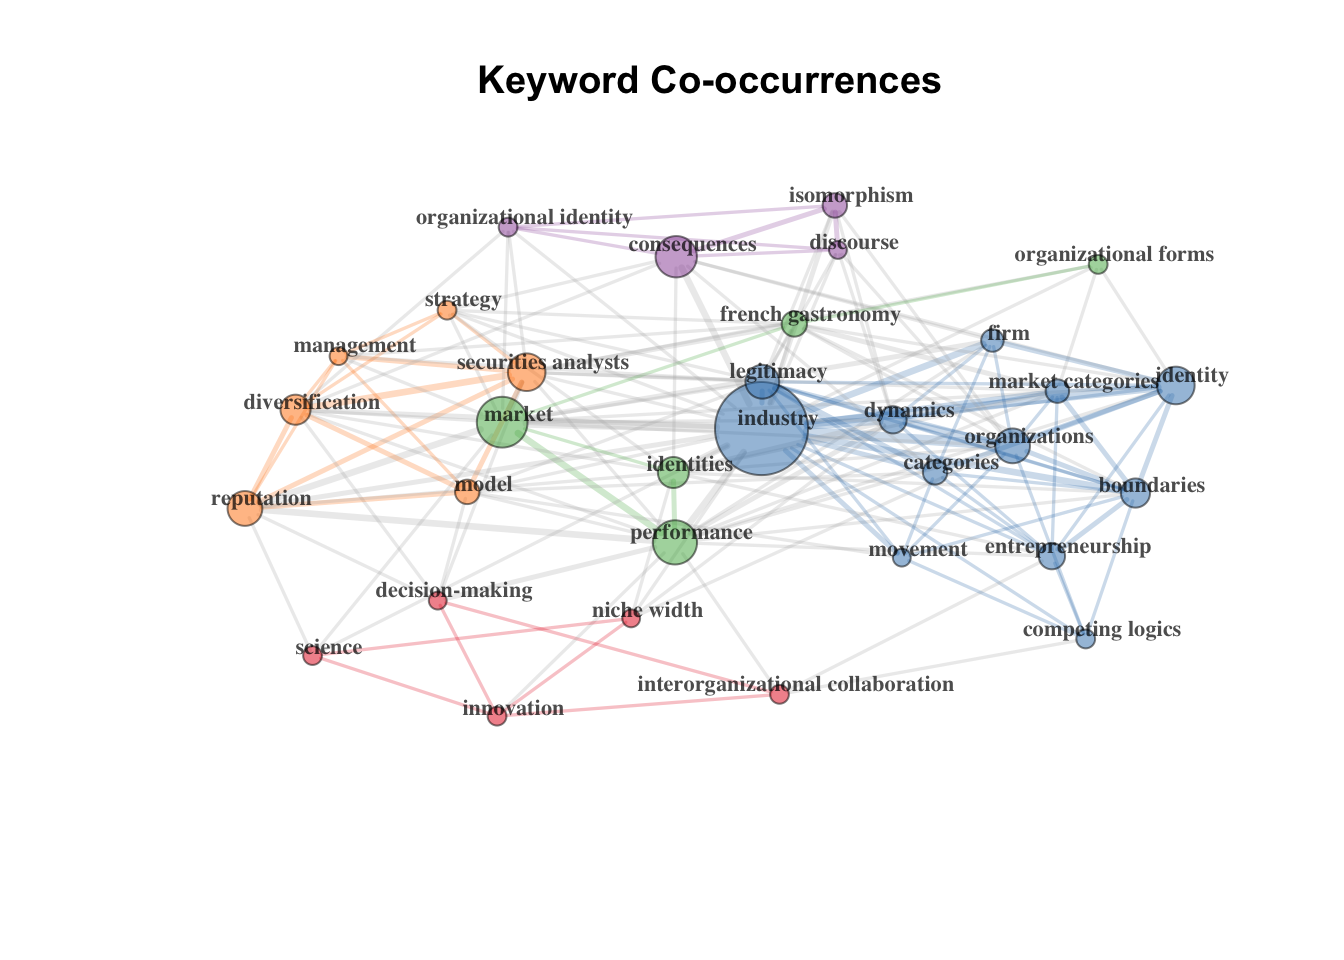 Keyword Co-occurrences
isomorphism
organizational identity
consequences
discourse
organizational forms
strategy
french gastronomy
firm
management
securities analysts
legitimacy
market categories
identity
diversification
market
industry
dynamics
organizations
identities
categories
reputation
model
boundaries
performance
movement
entrepreneurship
decision-making
niche width
competing logics
science
interorganizational collaboration
innovation